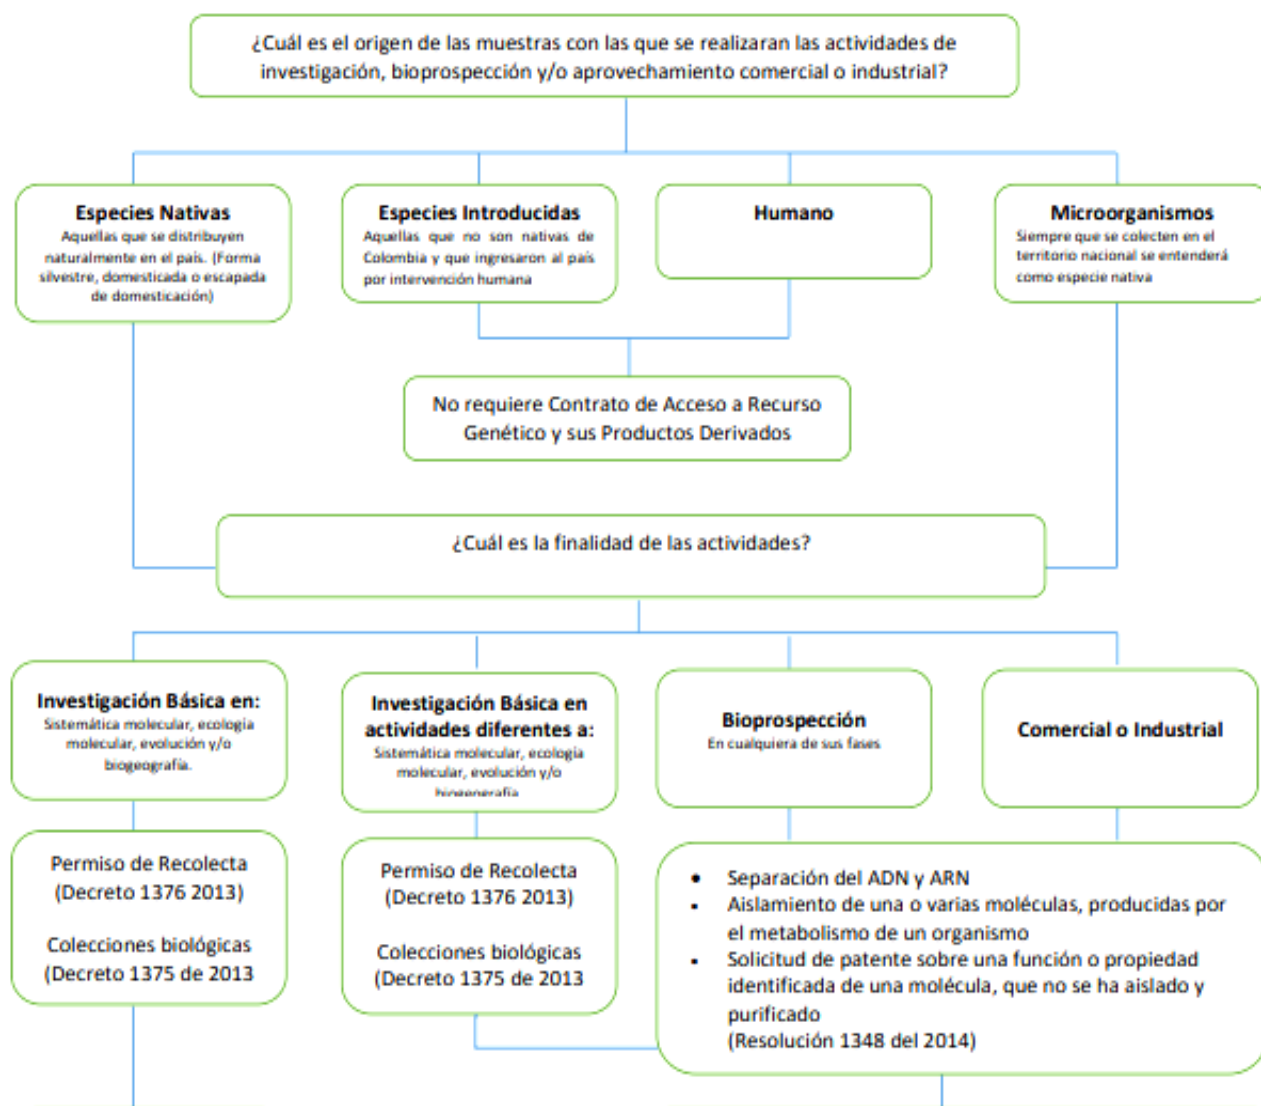 ¿Cuál es el origen de las muestras con las que se realizaran las actividades de
investigación, bioprospección y/o aprovechamiento comercial o industrial?
Especies Nativas
Aquellas que se distribuyen
naturalmente en el país. (Forma
silvestre, domesticada o escapada
de domesticación)
Especies Introducidas
Aquellas que no son nativas de
Colombia y que ingresaron al país
por intervención humana
Humano
Microorganismos
Siempre que se colecten en el
territorio nacional se entenderá
como especie nativa
No requiere Contrato de Acceso a Recurso
Genético y sus Productos Derivados
¿Cuál es la finalidad de las actividades?
Investigación Básica en:
Sistemática molecular, ecología
molecular, evolución y/o
biogeografía.
Investigación Básica en
actividades diferentes a:
Sistemática molecular, ecología
molecular, evolución y/o
biogeografía
Bioprospección
En cualquiera de sus fases
Comercial o Industrial
Permiso de Recolecta
(Decreto 1376 2013)
Colecciones biológicas
(Decreto 1375 de 2013
Permiso de Recolecta
(Decreto 1376 2013)
Colecciones biológicas
(Decreto 1375 de 2013
• Separación del ADN y ARN
• Aislamiento de una o varias moléculas, producidas por
el metabolismo de un organismo
• Solicitud de patente sobre una función o propiedad
identificada de una molécula, que no se ha aislado y
purificado
(Resolución 1348 del 2014)